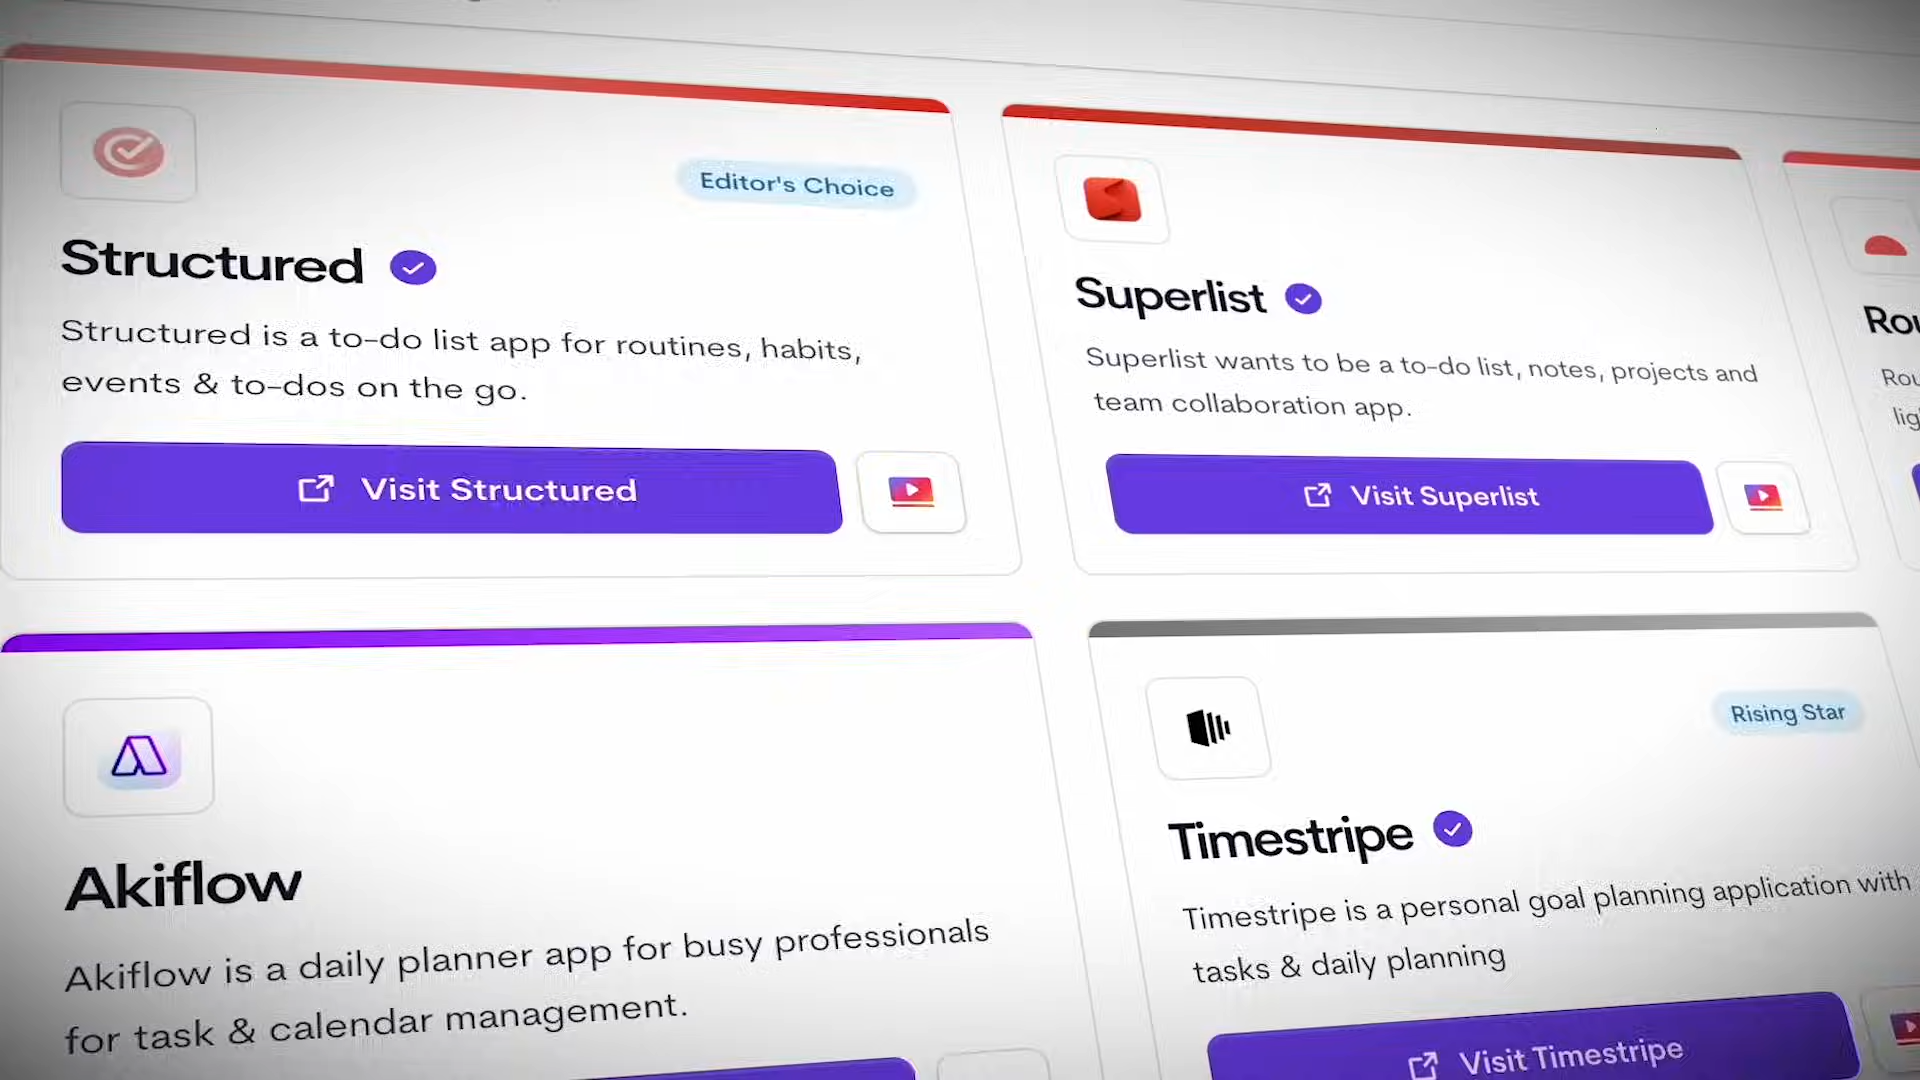 Editor's Choice
Structured
Structured is a to-do list app for routines, habits,
events & to-dos on the go.
Visit Structured
Superlist
Superlist wants to be a to-do list, notes, projects and
team collaboration app.
Visit Superlist
Akiflow
Akiflow is a daily planner app for busy professionals
for task & calendar management.
Rising Star
Timestripe
Timestripe is a personal goal planning application with
tasks & daily planning
Visit Timestripe